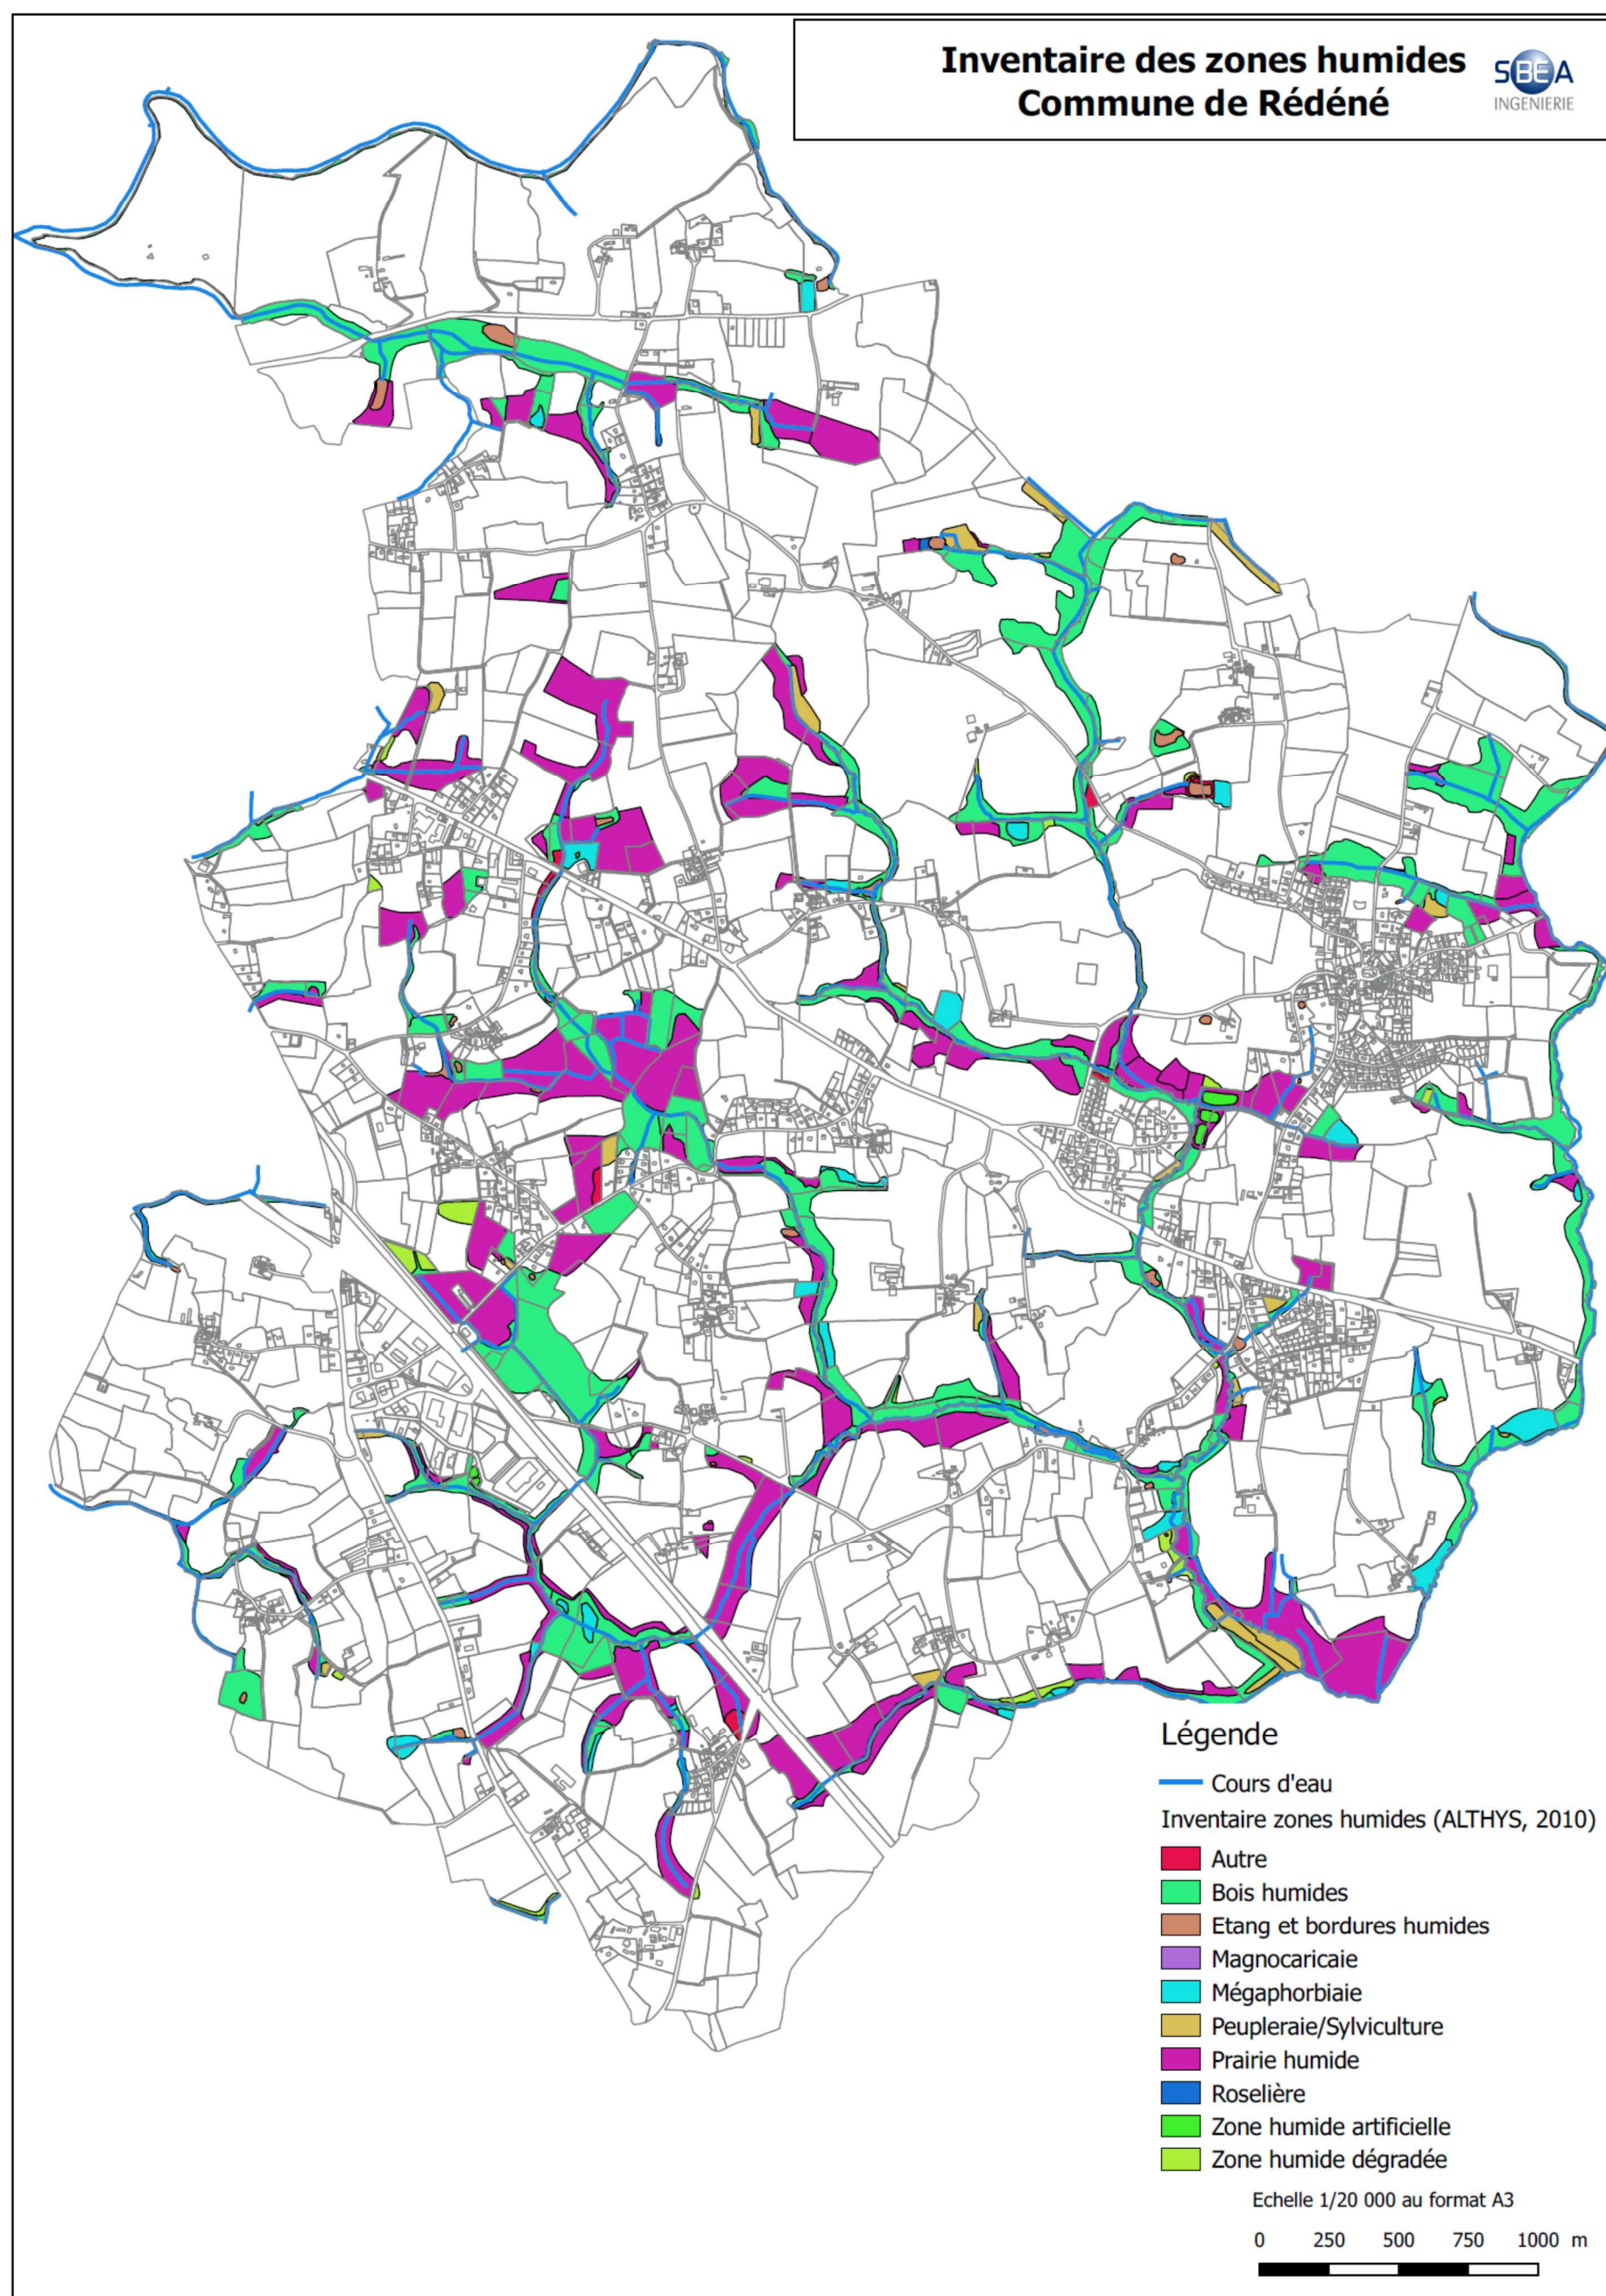 Inventaire des zones humides
Commune de Rédéné
SBEA
INGENIERIE
Légende
Cours d'eau
Inventaire zones humides (ALTHYS, 2010)
Autre
Bois humides
Etang et bordures humides
Magnocaricaie
Mégaphorbiaie
Peupleraie/Sylviculture
Prairie humide
Roselière
Zone humide artificielle
Zone humide dégradée
Echelle 1/20 000 au format A3
0 250 500 750 1000 m